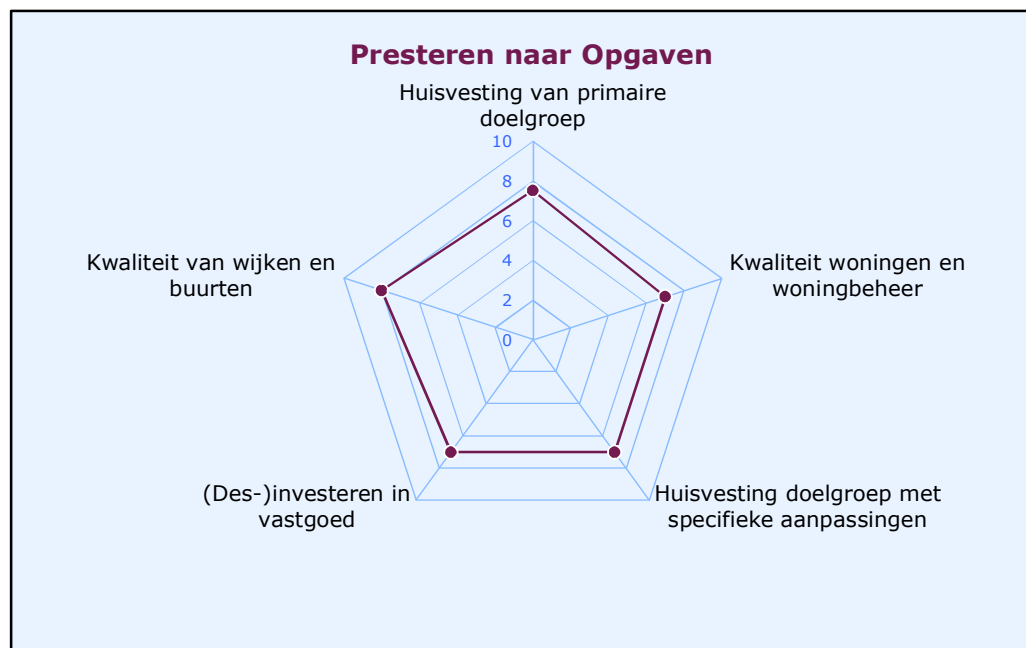 Presteren naar Opgaven
Huisvesting van primaire
doelgroep
10
8
6
4
2
0
Kwaliteit van wijken en
buurten
Kwaliteit woningen en
woningbeheer
(Des-)investeren in
vastgoed
Huisvesting doelgroep met
specifieke aanpassingen